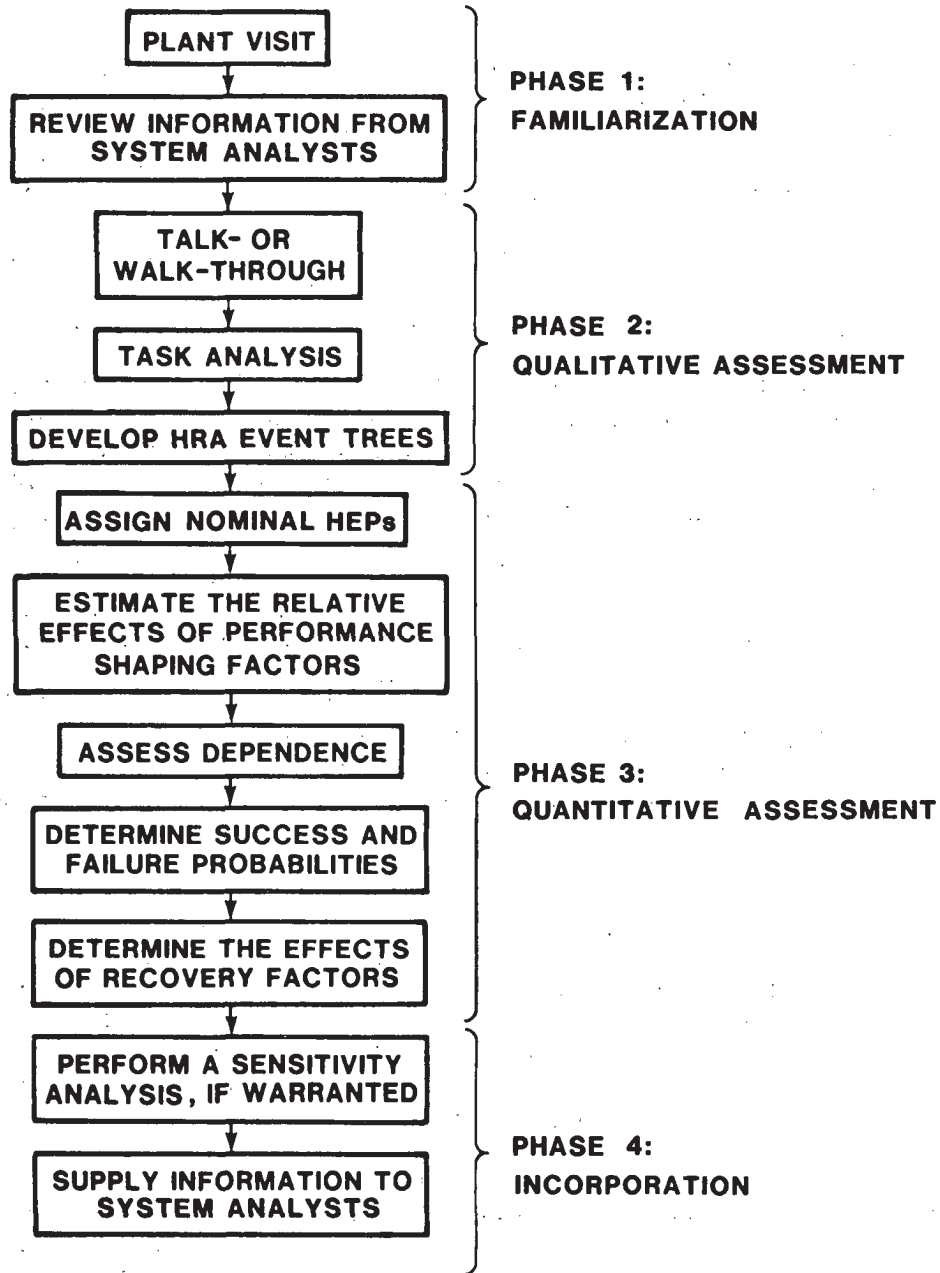 PLANT VISIT
REVIEW INFORMATION FROM
SYSTEM ANALYSTS
PHASE 1:
FAMILIARIZATION
TALK- OR
WALK-THROUGH
TASK ANALYSIS
DEVELOP HRA EVENT TREES
PHASE 2:
QUALITATIVE ASSESSMENT
ASSIGN NOMINAL HEPs
ESTIMATE THE RELATIVE
EFFECTS OF PERFORMANCE
SHAPING FACTORS
ASSESS DEPENDENCE
DETERMINE SUCCESS AND
FAILURE PROBABILITIES
DETERMINE THE EFFECTS
OF RECOVERY FACTORS
PHASE 3:
QUANTITATIVE ASSESSMENT
PERFORM A SENSITIVITY
ANALYSIS, IF WARRANTED
SUPPLY INFORMATION TO
SYSTEM ANALYSTS
PHASE 4:
INCORPORATION